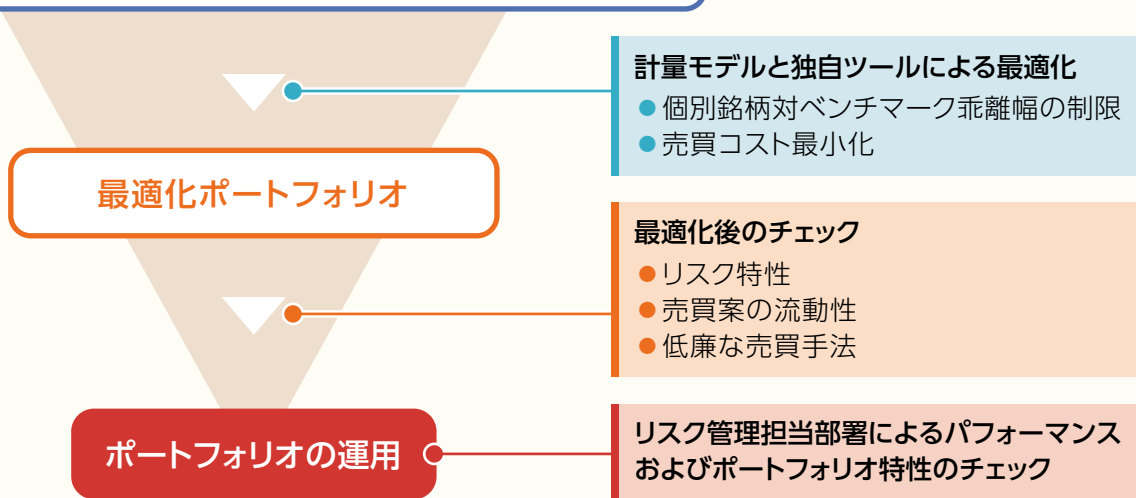 計量モデルと独自ツールによる最適化
●個別銘柄対ベンチマーク乖離幅の制限
●売買コスト最小化
最適化ポートフォリオ
最適化後のチェック
●リスク特性
●売買案の流動性
●低廉な売買手法
ポートフォリオの運用
リスク管理担当部署によるパフォーマンス
およびポートフォリオ特性のチェック